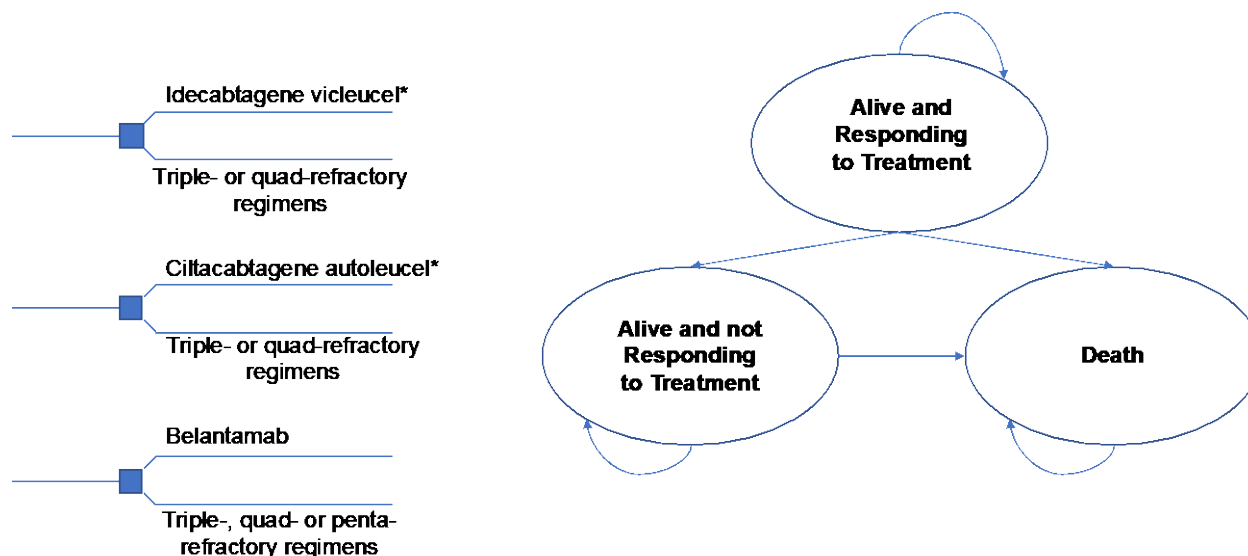 Idecabtagene vicleucel*
Triple- or quad-refractory
regimens
Ciltacabtagene autoleucel*
Triple- or quad-refractory
regimens
Belantamab
Triple-, quad- or penta-
refractory regimens
Alive and
Responding
to Treatment
Alive and not
Responding
to Treatment
Death